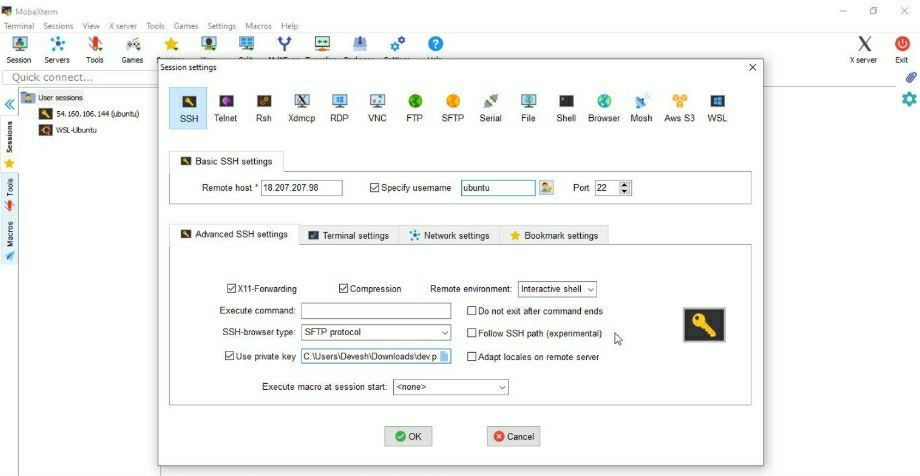 MobaXterm
Terminal Sessions View X server Tools Games Settings Macros Help
Session Servers Tools Games X server Exit
Quick connect...
User sessions
54.160.106.144 (ubuntu)
WSL-Ubuntu
Sessions
Tools
Macros
Session settings
SSH Telnet Rsh Xdmcp RDP VNC FTP SFTP Serial File Shell Browser Mosh Aws S3 WSL
Basic SSH settings
Remote host * 18.207.207.98 Specify username ubuntu Port 22
Advanced SSH settings Terminal settings Network settings Bookmark settings
X11-Forwarding Compression Remote environment: Interactive shell
Execute command: Do not exit after command ends
SSH-browser type: SFTP protocol Follow SSH path (experimental)
Use private key C:\Users\Devesh\Downloads\dev.p Adapt locales on remote server
Execute macro at session start: <none>
OK Cancel